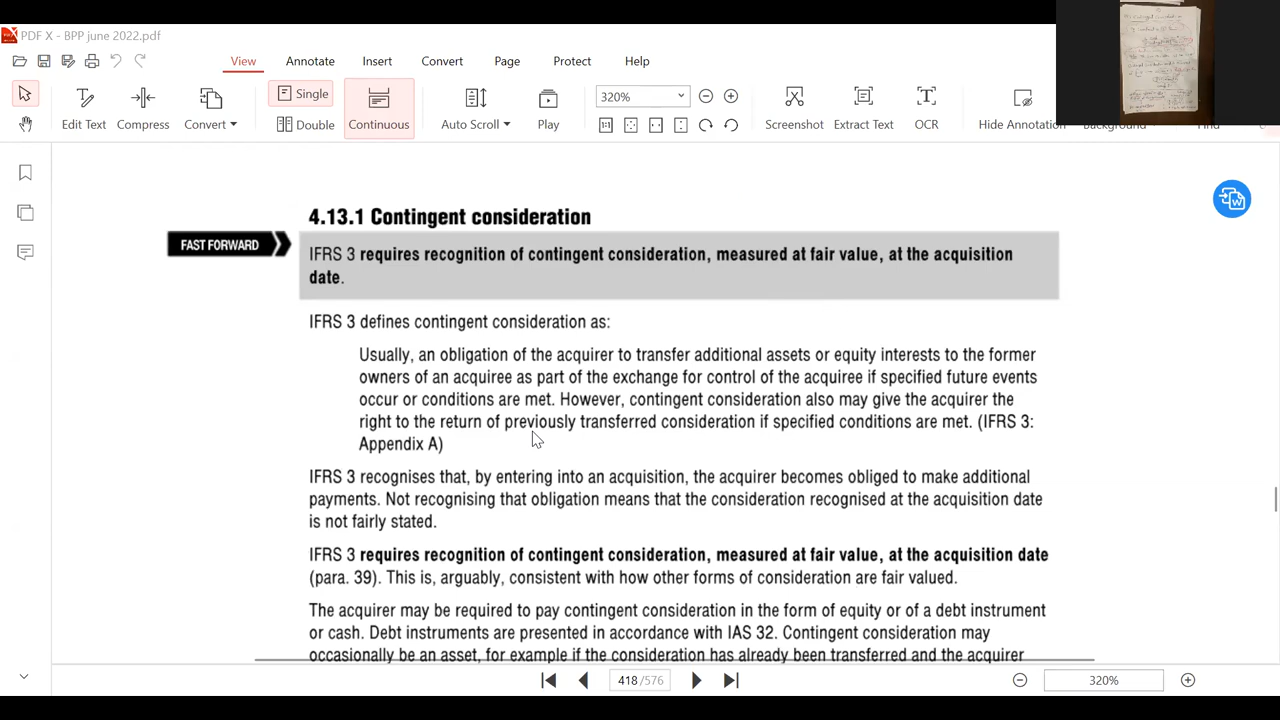 PDF X - BPP june 2022.pdf
View Annotate Insert Convert Page Protect Help
Edit Text Compress Convert Single Double Continuous Auto Scroll Play 320% 1:1 Screenshot Extract Text OCR Hide Annotation
4.13.1 Contingent consideration
FAST FORWARD
IFRS 3 requires recognition of contingent consideration, measured at fair value, at the acquisition
date.
IFRS 3 defines contingent consideration as:
Usually, an obligation of the acquirer to transfer additional assets or equity interests to the former
owners of an acquiree as part of the exchange for control of the acquiree if specified future events
occur or conditions are met. However, contingent consideration also may give the acquirer the
right to the return of previously transferred consideration if specified conditions are met. (IFRS 3:
Appendix A)
IFRS 3 recognises that, by entering into an acquisition, the acquirer becomes obliged to make additional
payments. Not recognising that obligation means that the consideration recognised at the acquisition date
is not fairly stated.
IFRS 3 requires recognition of contingent consideration, measured at fair value, at the acquisition date
(para. 39). This is, arguably, consistent with how other forms of consideration are fair valued.
The acquirer may be required to pay contingent consideration in the form of equity or of a debt instrument
or cash. Debt instruments are presented in accordance with IAS 32. Contingent consideration may
occasionally be an asset, for example if the consideration has already been transferred and the acquirer
418 /576
320%